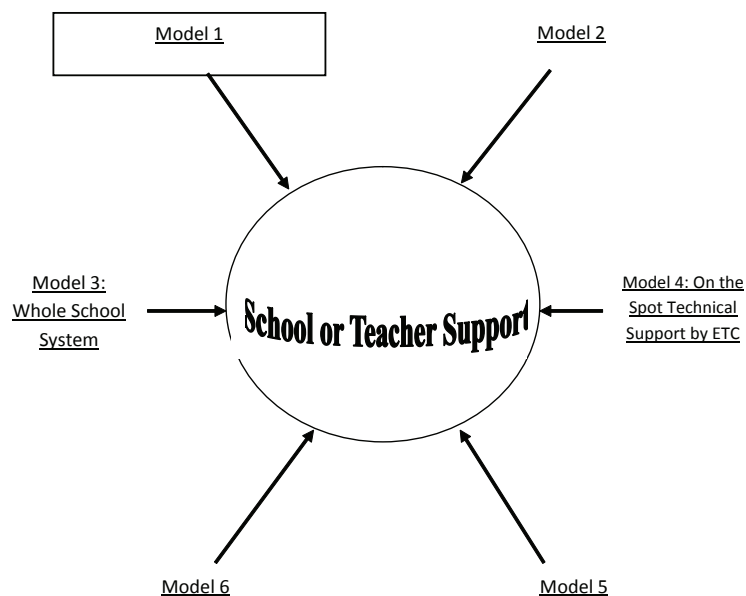 Model 1
Model 2
Model 3:
Whole School
System
Model 4: On the
Spot Technical
Support by ETC
School or Teacher Support
Model 6
Model 5